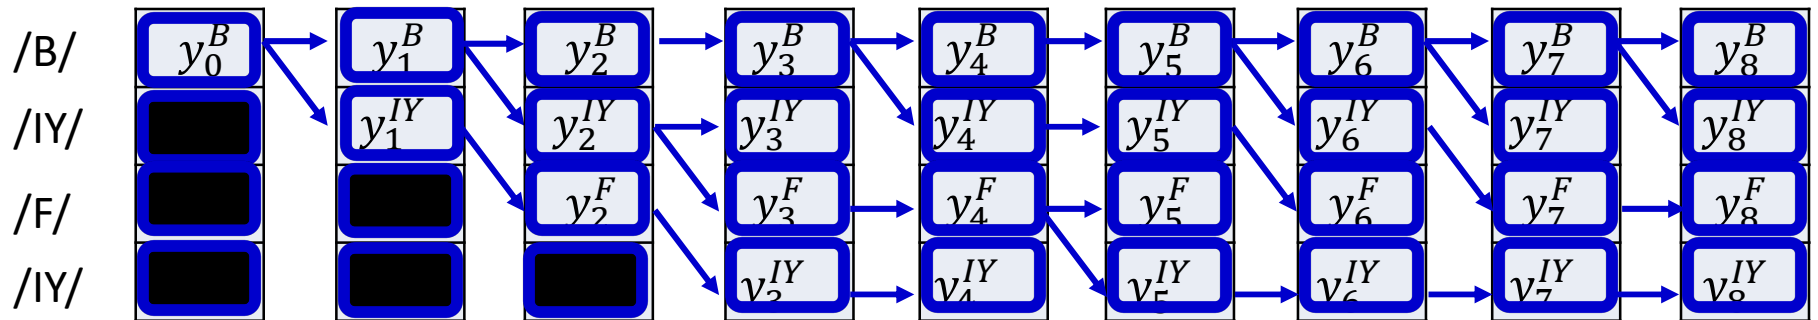 /B/ y_0^B y_1^B y_2^B y_3^B y_4^B y_5^B y_6^B y_7^B y_8^B
/IY/ y_1^{IY} y_2^{IY} y_3^{IY} y_4^{IY} y_5^{IY} y_6^{IY} y_7^{IY} y_8^{IY}
/F/ y_2^F y_3^F y_4^F y_5^F y_6^F y_7^F y_8^F
/IY/ y_3^{IY} y_4^{IY} y_5^{IY} y_6^{IY} y_7^{IY} y_8^{IY}